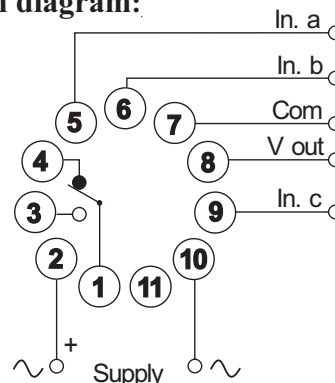 n diagram:
In. a
In. b
Com
V out
In. c
5
6
7
4
8
3
9
2
10
1
11
+
Supply